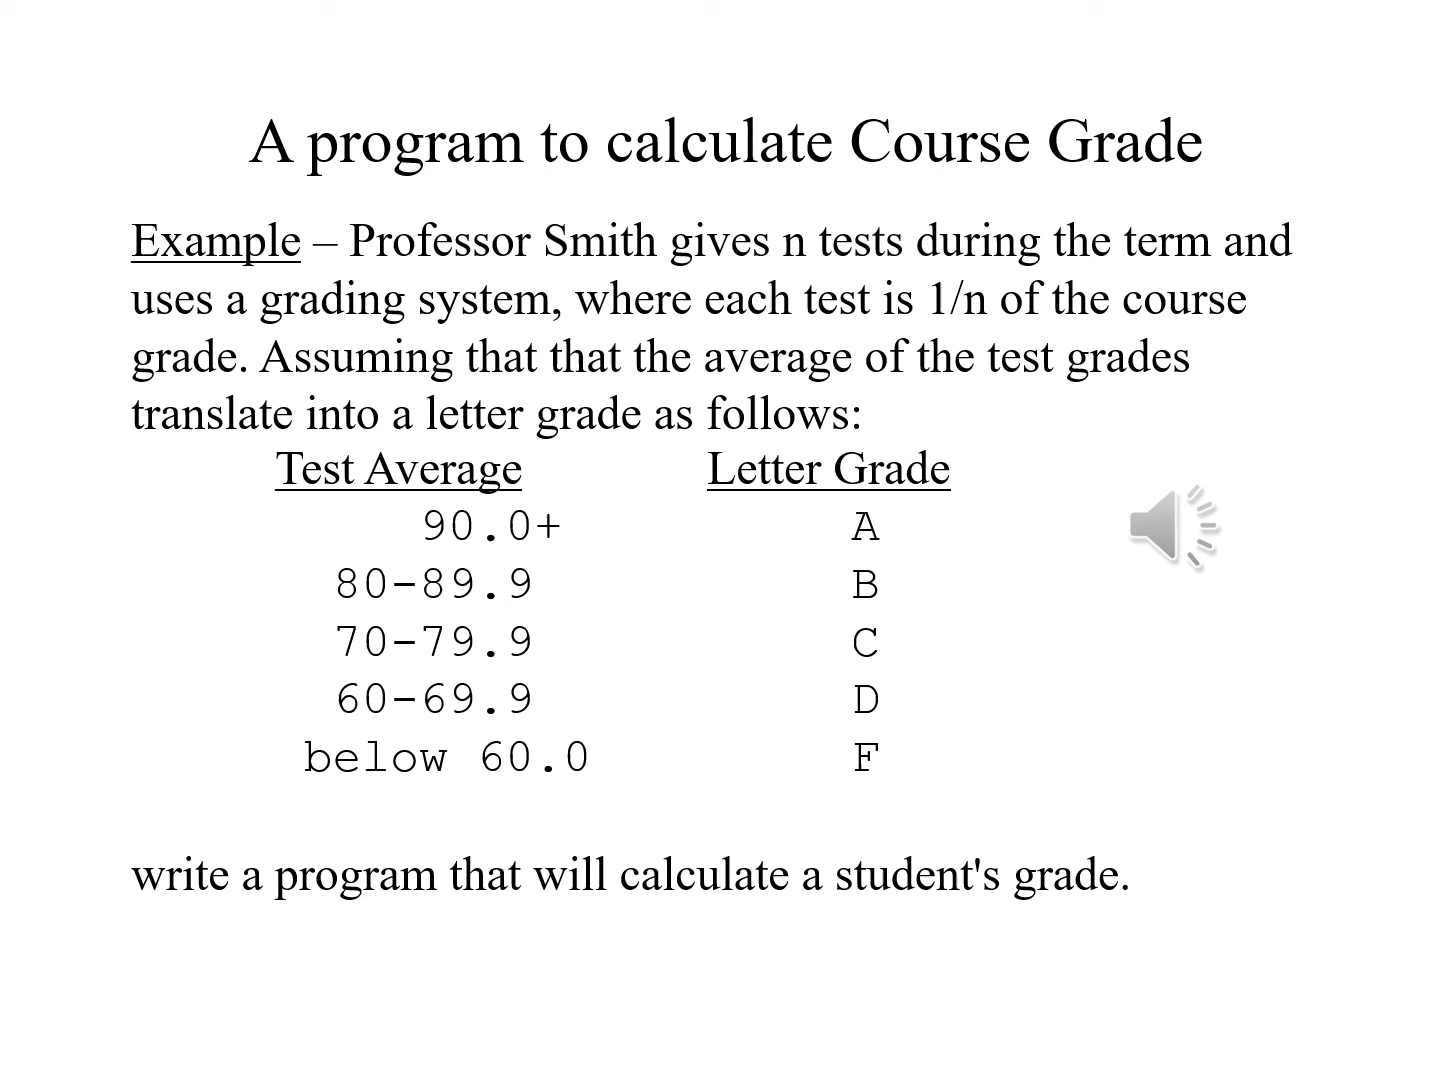 A program to calculate Course Grade
Example – Professor Smith gives n tests during the term and
uses a grading system, where each test is 1/n of the course
grade. Assuming that that the average of the test grades
translate into a letter grade as follows:
Test Average Letter Grade
90.0+ A
80-89.9 B
70-79.9 C
60-69.9 D
below 60.0 F
write a program that will calculate a student's grade.